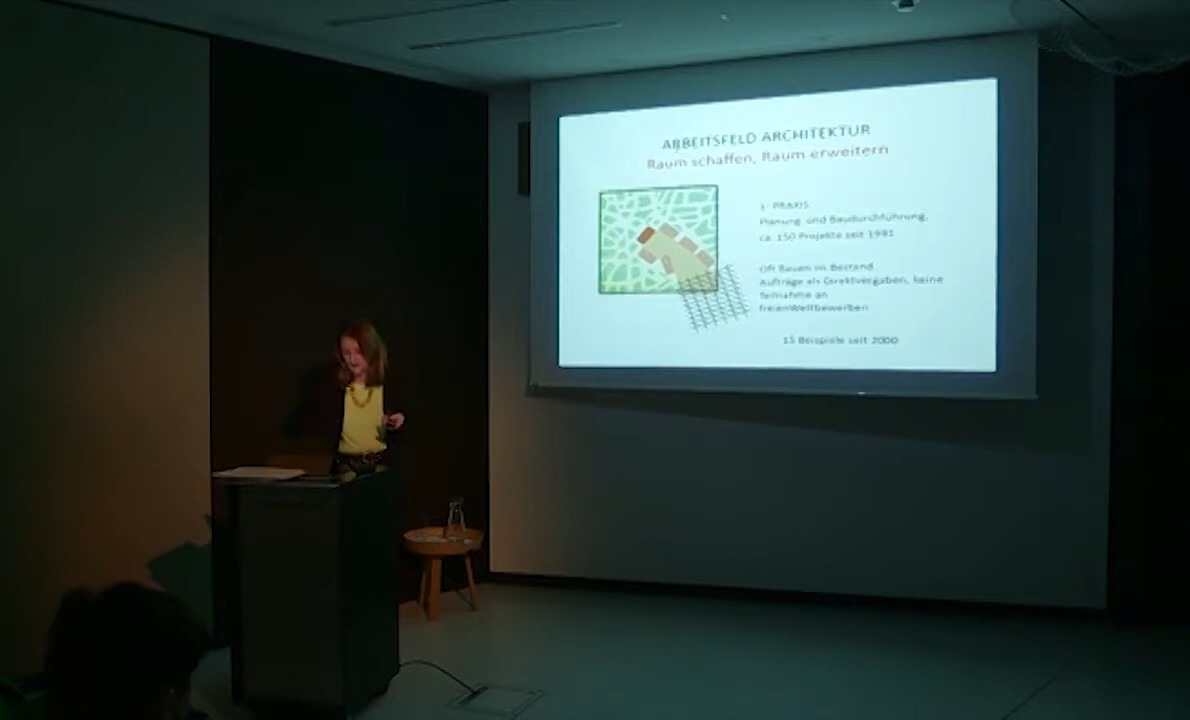 ARBEITSFELD ARCHITEKTUR
Raum schaffen, Raum erweitern
1. PRAXIS
Planung und Baudurchführung,
ca. 150 Projekte seit 1991
Oft Bauen im Bestand
Aufträge als Direktvergaben, keine
Teilnahme an
freienWettbewerben
15 Beispiele seit 2000